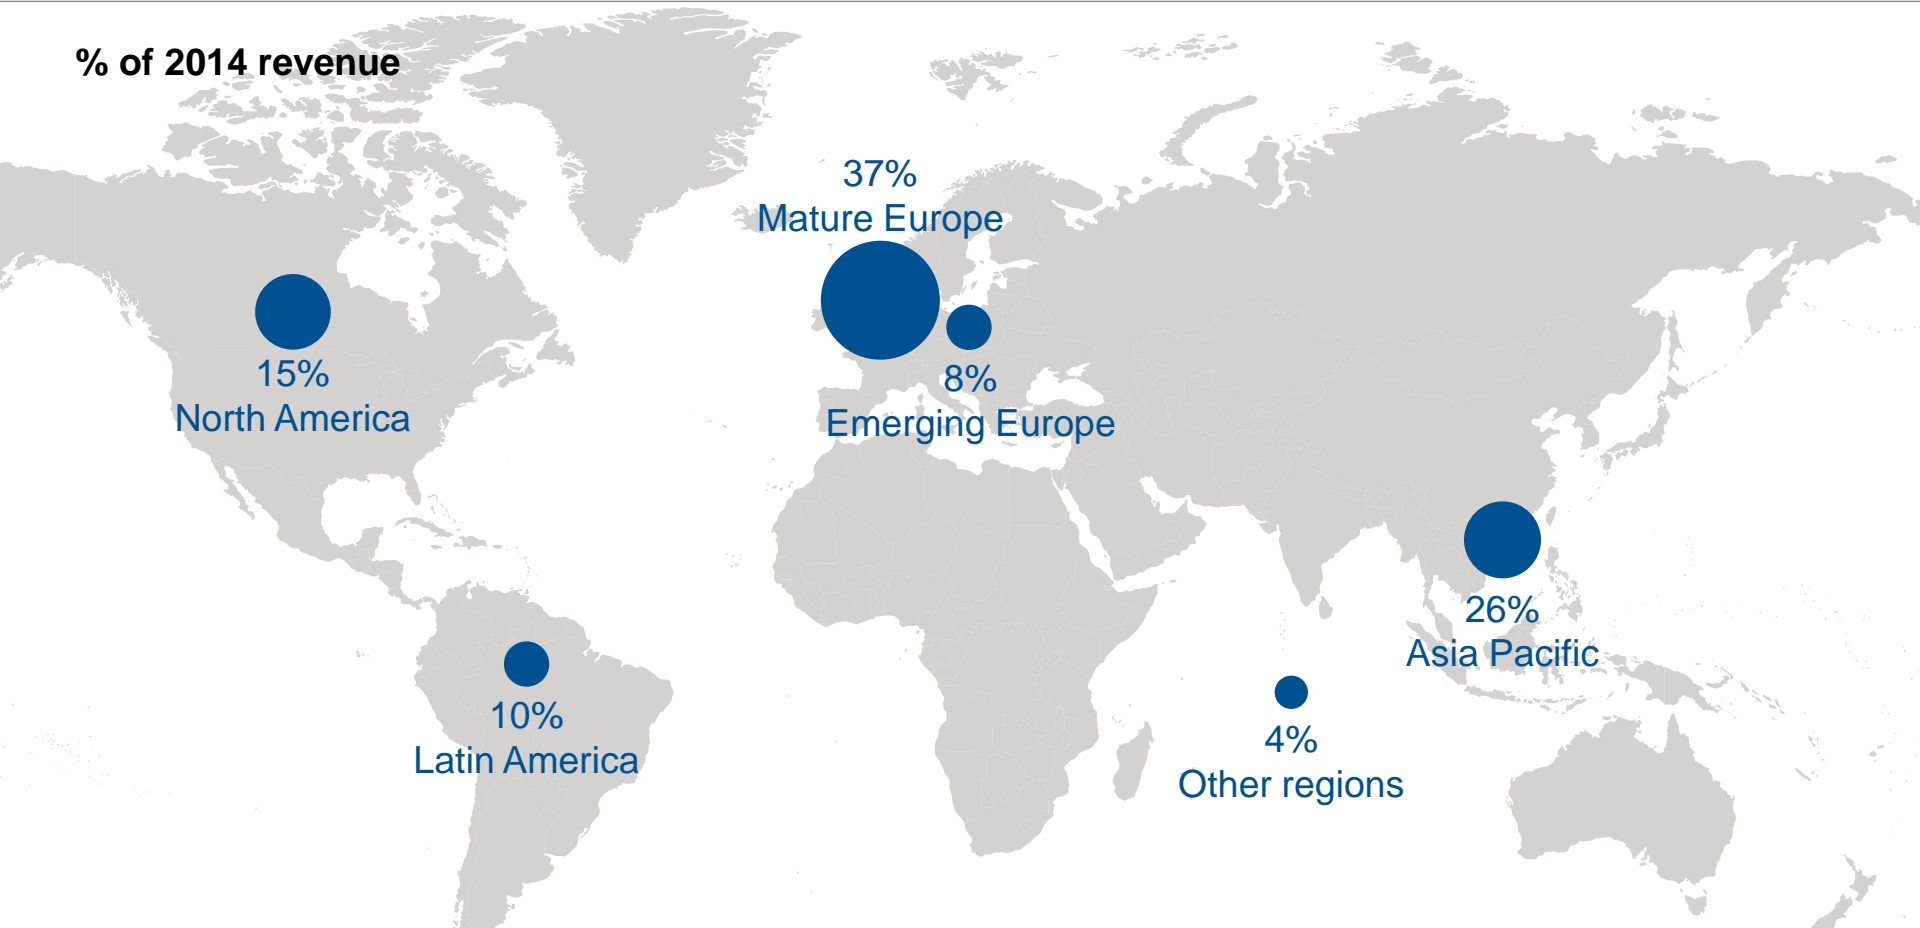 % of 2014 revenue
37%
Mature Europe
15%
North America
8%
Emerging Europe
26%
Asia Pacific
10%
Latin America
4%
Other regions